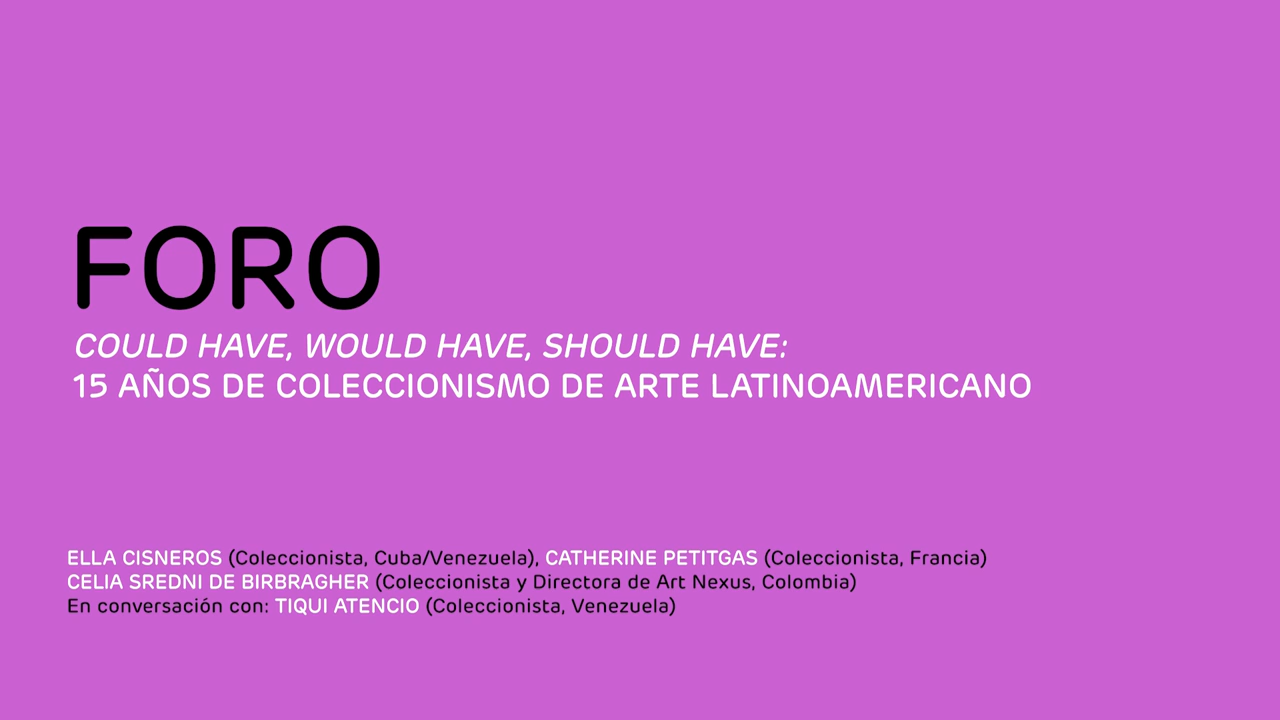 FORO
COULD HAVE, WOULD HAVE, SHOULD HAVE:
15 AÑOS DE COLECCIONISMO DE ARTE LATINOAMERICANO
ELLA CISNEROS (Coleccionista, Cuba/Venezuela), CATHERINE PETITGAS (Coleccionista, Francia)
CELIA SREDNI DE BIRBRAGHER (Coleccionista y Directora de Art Nexus, Colombia)
En conversación con: TIQUI ATENCIO (Coleccionista, Venezuela)